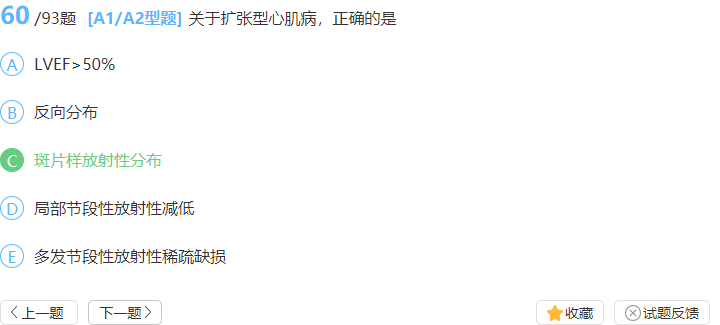 60 /93题 [A1/A2型题] 关于扩张型心肌病，正确的是
A LVEF>50%
B 反向分布
C 斑片样放射性分布
D 局部节段性放射性减低
E 多发节段性放射性稀疏缺损
上一题 下一题 收藏 试题反馈